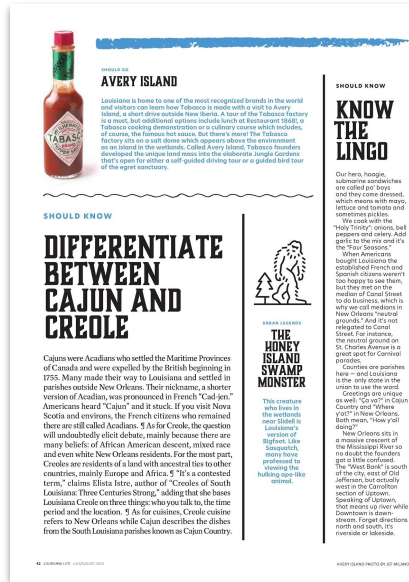 SHOULD GO
AVERY ISLAND
Louisiana is home to one of the most recognized brands in the world
and visitors can learn how Tabasco is made with a visit to Avery
Island, a short drive outside New Iberia. A tour of the Tabasco factory
is a must, but additional options include lunch at Restaurant 1868!, a
Tabasco cooking demonstration or a culinary course which includes,
of course, the famous hot sauce. But there's more! The Tabasco
factory sits on a salt dome which appears above the environment
as an island in the wetlands. Called Avery Island, Tabasco founders
developed the unique land mass into the elaborate Jungle Gardens
that's open for either a self-guided driving tour or a guided bird tour
of the egret sanctuary.
TABASCO
BRAND
SHOULD KNOW
DIFFERENTIATE
BETWEEN
CAJUN AND
CREOLE
Cajuns were Acadians who settled the Maritime Provinces
of Canada and were expelled by the British beginning in
1755. Many made their way to Louisiana and settled in
parishes outside New Orleans. Their nickname, a shorter
version of Acadian, was pronounced in French "Cad-jen."
Americans heard "Cajun" and it stuck. If you visit Nova
Scotia and environs, the French citizens who remained
there are still called Acadians. ¶ As for Creole, the question
will undoubtedly elicit debate, mainly because there are
many beliefs: of African American descent, mixed race
and even white New Orleans residents. For the most part,
Creoles are residents of a land with ancestral ties to other
countries, mainly Europe and Africa. ¶ "It's a contested
term," claims Elista Istre, author of "Creoles of South
Louisiana: Three Centuries Strong," adding that she bases
Louisiana Creole on three things: who you talk to, the time
period and the location. ¶ As for cuisines, Creole cuisine
refers to New Orleans while Cajun describes the dishes
from the South Louisiana parishes known as Cajun Country.
URBAN LEGENDS
THE
HONEY
ISLAND
SWAMP
MONSTER
This creature
who lives in
the wetlands
near Slidell is
Louisiana's
version of
Bigfoot. Like
Sasquatch,
many have
professed to
viewing the
hulking ape-like
animal.
SHOULD KNOW
KNOW
THE
LINGO
Our hero, hoagie,
submarine sandwiches
are called po' boys
and they come dressed,
which means with mayo,
lettuce and tomato and
sometimes pickles.
We cook with the
"Holy Trinity": onions, bell
peppers and celery. Add
garlic to the mix and it's
the "Four Seasons."
When Americans
bought Louisiana the
established French and
Spanish citizens weren't
too happy to see them,
but they met on the
median of Canal Street
to do business, which is
why we call medians in
New Orleans "neutral
grounds." And it's not
relegated to Canal
Street. For instance,
the neutral ground on
St. Charles Avenue is a
great spot for Carnival
parades.
Counties are parishes
here — and Louisiana
is the only state in the
union to use the word.
Greetings are unique
as well: "Ça va?" in Cajun
Country and "Where
y'at?" in New Orleans.
Both mean, "How y'all
doing?"
New Orleans sits in
a massive crescent of
the Mississippi River so
no doubt the founders
got a little confused.
The "West Bank" is south
of the city, east of Old
Jefferson, but actually
west in the Carrollton
section of Uptown.
Speaking of Uptown,
that means up river while
Downtown is down-
stream. Forget directions
north and south, it's
riverside or lakeside.
42 LOUISIANA LIFE
AVERY ISLAND PHOTO BY JET MILANO